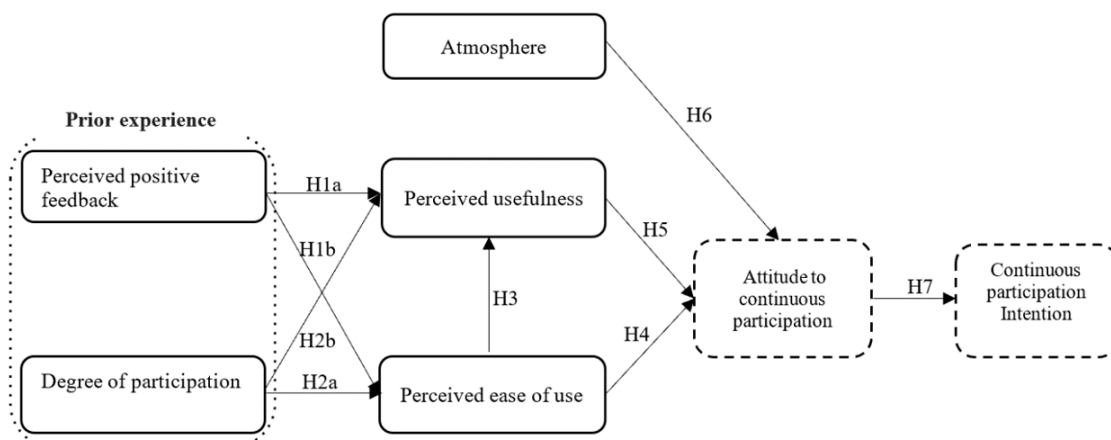 Atmosphere
H6
Prior experience
Perceived positive
feedback
H1a
Perceived usefulness
H5
H1b
H3
Attitude to
continuous
participation
H7
Continuous
participation
Intention
H2b
H4
Degree of participation
H2a
Perceived ease of use